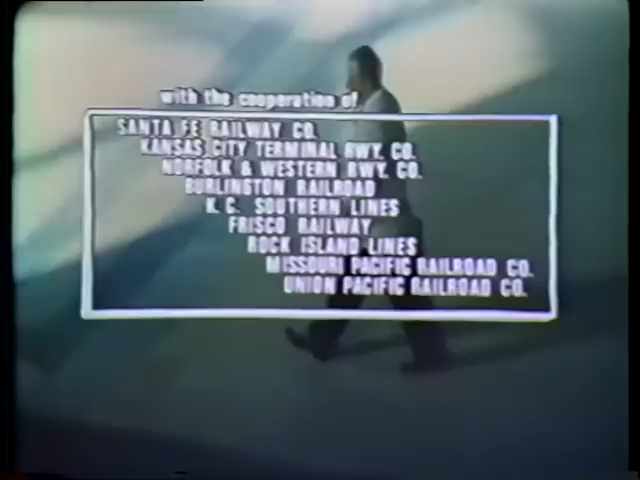 with the cooperation of
SANTA FE RAILWAY CO.
KANSAS CITY TERMINAL RWY. CO.
NORFOLK & WESTERN RWY. CO.
BURLINGTON RAILROAD
K. C. SOUTHERN LINES
FRISCO RAILWAY
ROCK ISLAND LINES
MISSOURI PACIFIC RAILROAD CO.
UNION PACIFIC RAILROAD CO.